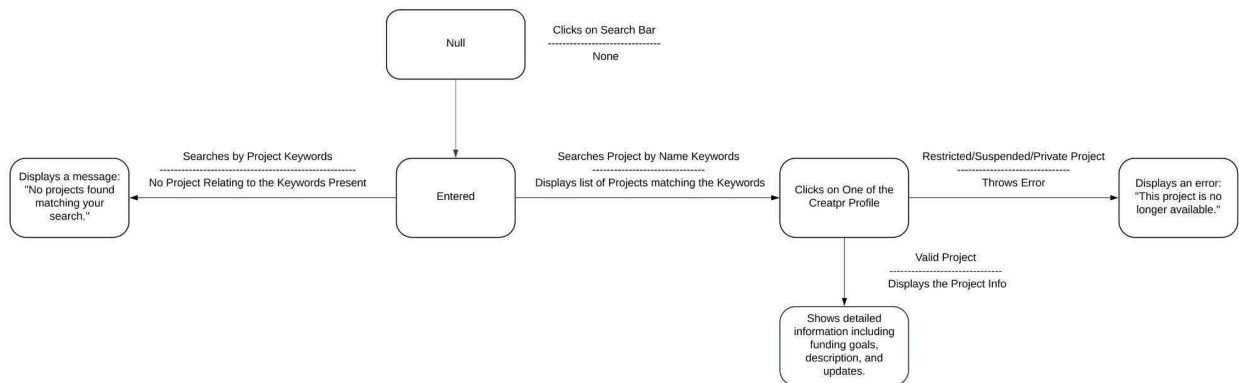 Null
Clicks on Search Bar
-------------------------------
None
Searches by Project Keywords
-----------------------------------------------------
No Project Relating to the Keywords Present
Searches Project by Name Keywords
-----------------------------
Displays list of Projects matching the Keywords
Restricted/Suspended/Private Project
-------------------------------
Throws Error
Displays a message:
"No projects found
matching your
search."
Entered
Clicks on One of the
Creatpr Profile
Displays an error:
"This project is no
longer available."
Valid Project
-------------------------------
Displays the Project Info
Shows detailed
information including
funding goals,
description, and
updates.